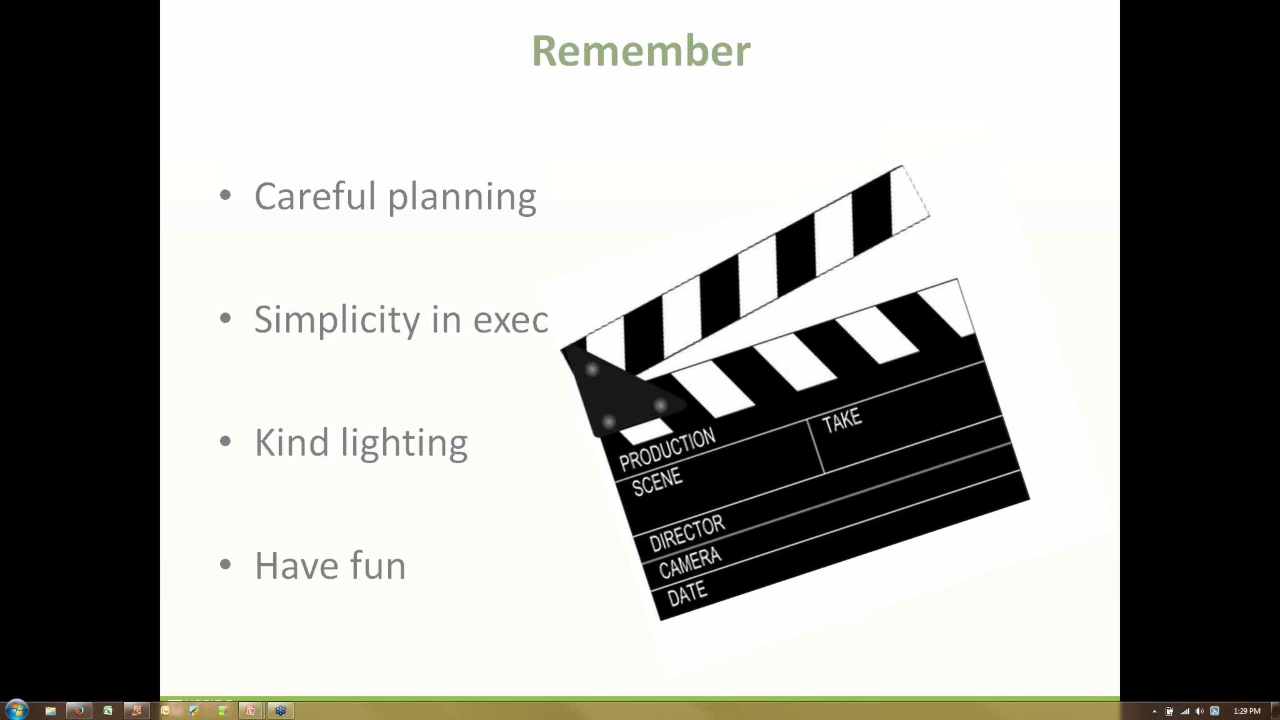 Remember
• Careful planning
• Simplicity in exec
• Kind lighting
• Have fun
PRODUCTION
TAKE
SCENE
DIRECTOR
CAMERA
DATE
1:29 PM